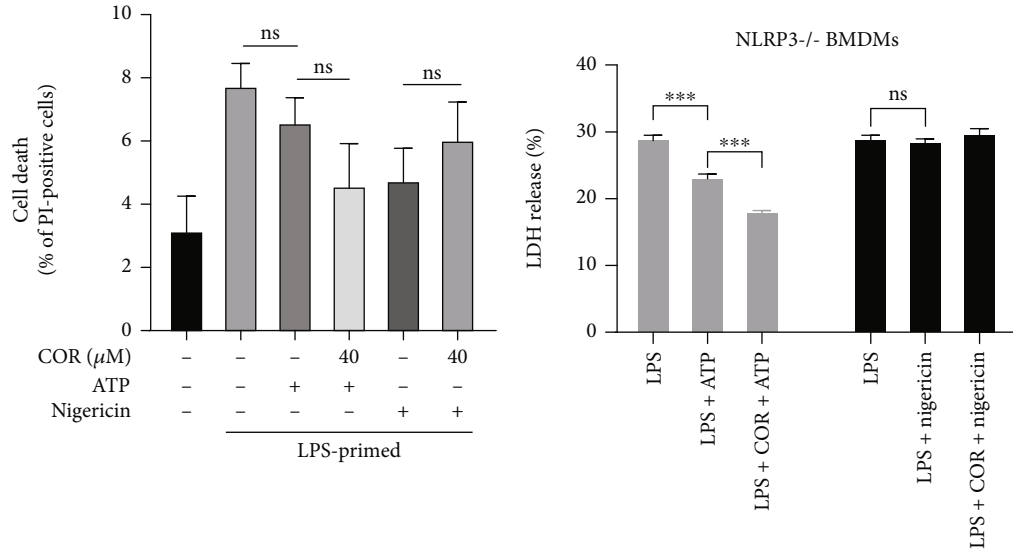 Cell death
(% of PI-positive cells)
10
8
6
4
2
0
ns
ns
ns
COR (μM) – – – 40 – 40
ATP – – + + – –
Nigericin – – – – + +
LPS-primed
NLRP3-/- BMDMs
LDH release (%)
40
30
20
10
0
***
***
ns
LPS
LPS + ATP
LPS + COR + ATP
LPS
LPS + nigericin
LPS + COR + nigericin